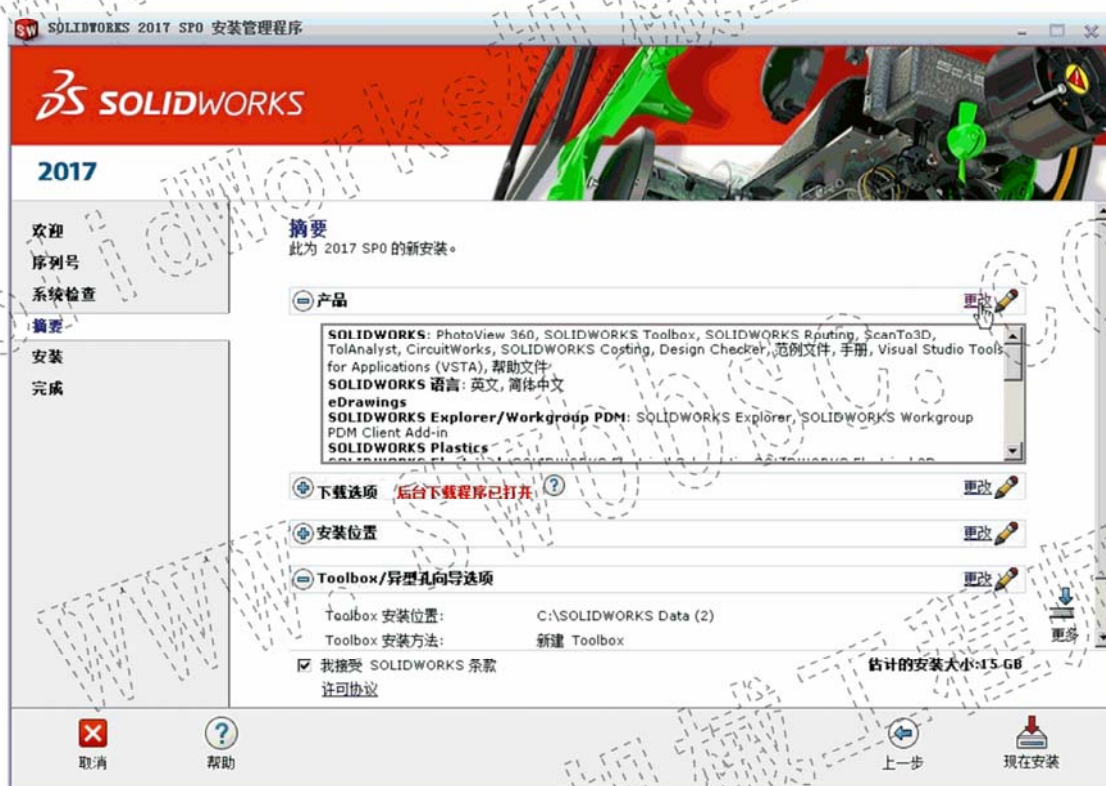 SOLIDWORKS 2017 SP0 安装管理程序
SOLIDWORKS
2017
欢迎
序列号
系统检查
摘要
安装
完成
摘要
此为 2017 SP0 的新安装。
产品
更改
SOLIDWORKS: PhotoView 360, SOLIDWORKS Toolbox, SOLIDWORKS Routing, ScanTo3D,
TolAnalyst, CircuitWorks, SOLIDWORKS Costing, Design Checker, 范例文件, 手册, Visual Studio Tools
for Applications (VSTA), 帮助文件
SOLIDWORKS 语言: 英文, 简体中文
eDrawings
SOLIDWORKS Explorer/Workgroup PDM: SOLIDWORKS Explorer, SOLIDWORKS Workgroup
PDM Client Add-in
SOLIDWORKS Plastics
下载选项 后台下载程序已打开
更改
安装位置
更改
Toolbox/异型孔向导选项
更改
Toolbox 安装位置: C:\SOLIDWORKS Data (2)
Toolbox 安装方法: 新建 Toolbox
更多
我接受 SOLIDWORKS 条款
估计的安装大小:15 GB
许可协议
取消
帮助
上一步
现在安装